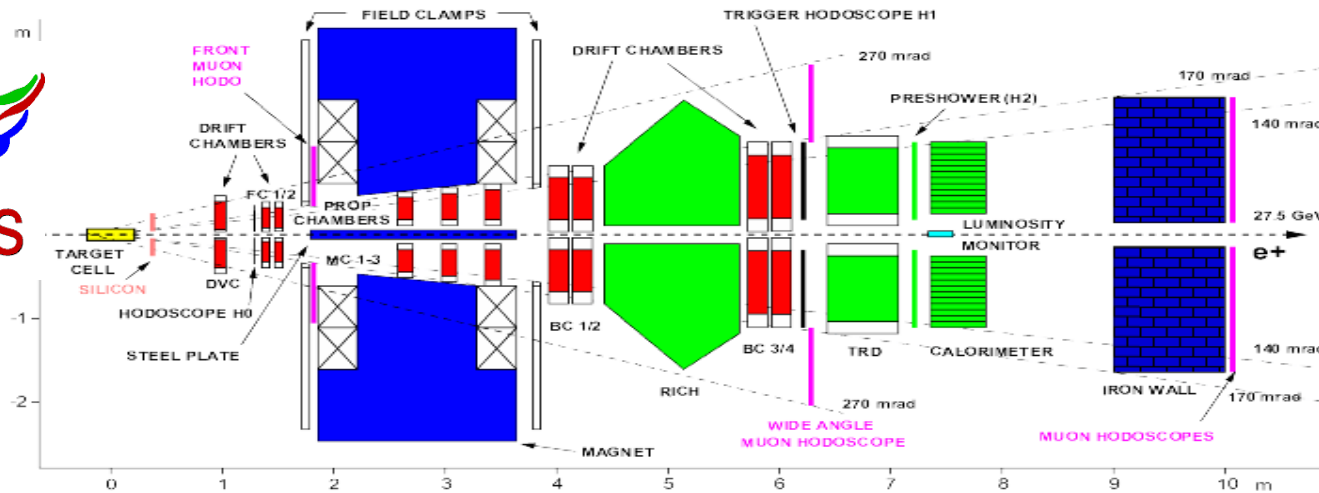 FIELD CLAMPS
TRIGGER HODOSCOPE H1
m
FRONT
MUON
HODO
DRIFT CHAMBERS
270 mrad
170 mrad
PRESHOWER (H2)
140 mrad
DRIFT
CHAMBERS
FC 1/2
PROP
CHAMBERS
S
27.5 GeV
LUMINOSITY
MONITOR
e+
TARGET
CELL
SILICON
DVC
MC 1-3
HODOSCOPE H0
-1
BC 1/2
STEEL PLATE
BC 3/4
TRD
CALORIMETER
140 mrad
RICH
IRON WALL
170 mrad
-2
270 mrad
WIDE ANGLE
MUON HODOSCOPE
MUON HODOSCOPES
MAGNET
0 1 2 3 4 5 6 7 8 9 10 m